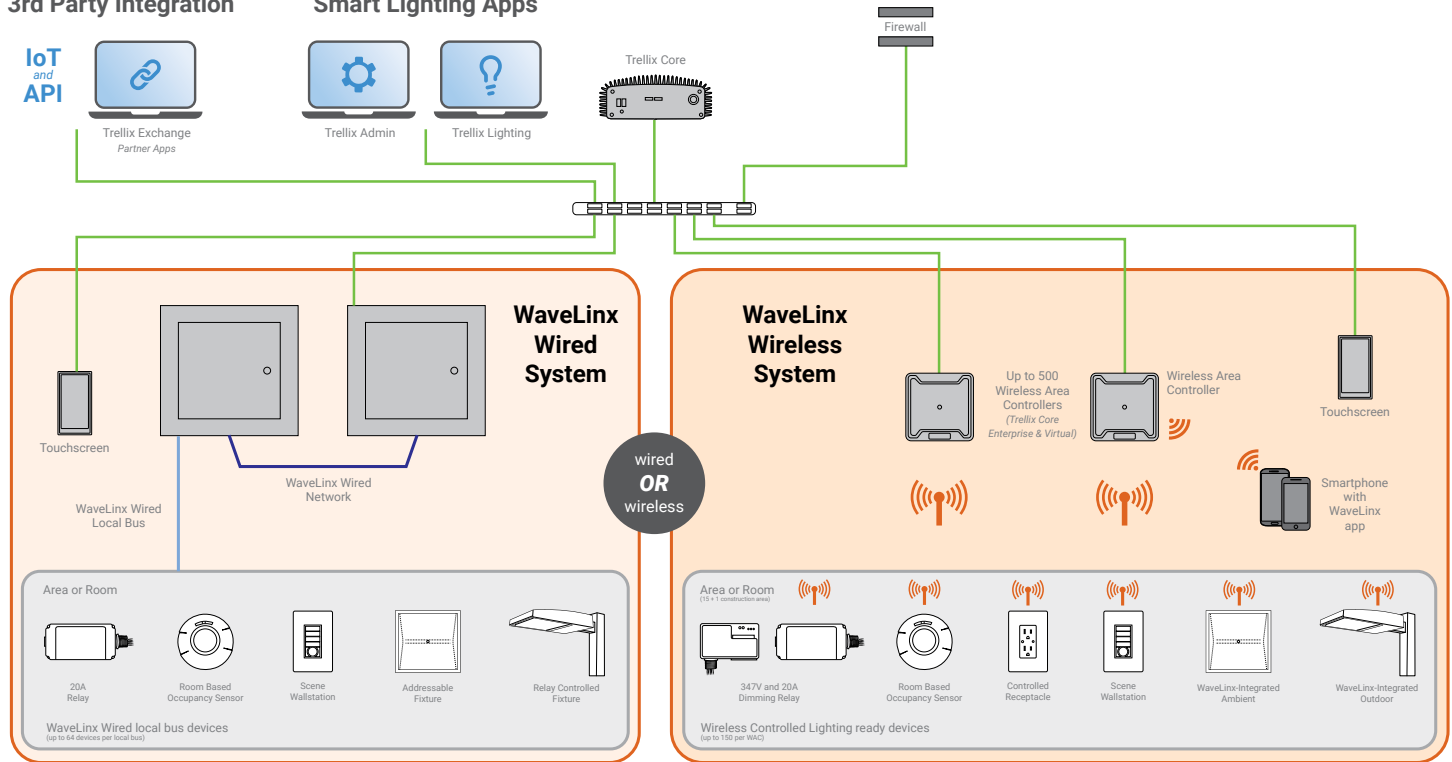 3rd Party Integration
Smart Lighting Apps
Firewall
IoT
and
API
Trellix Core
Trellix Exchange
Partner Apps
Trellix Admin
Trellix Lighting
WaveLinx
Wired
System
Touchscreen
WaveLinx Wired
Network
WaveLinx Wired
Local Bus
wired
OR
wireless
WaveLinx
Wireless
System
Up to 500
Wireless Area
Controllers
(Trellix Core
Enterprise & Virtual)
Wireless Area
Controller
Touchscreen
Smartphone
with
WaveLinx
app
Area or Room
20A
Relay
Room Based
Occupancy Sensor
Scene
Wallstation
Addressable
Fixture
Relay Controlled
Fixture
WaveLinx Wired local bus devices
(up to 64 devices per local bus)
Area or Room
(15 + 1 construction area)
347V and 20A
Dimming Relay
Room Based
Occupancy Sensor
Controlled
Receptacle
Scene
Wallstation
WaveLinx-Integrated
Ambient
WaveLinx-Integrated
Outdoor
Wireless Controlled Lighting ready devices
(up to 150 per WAC)